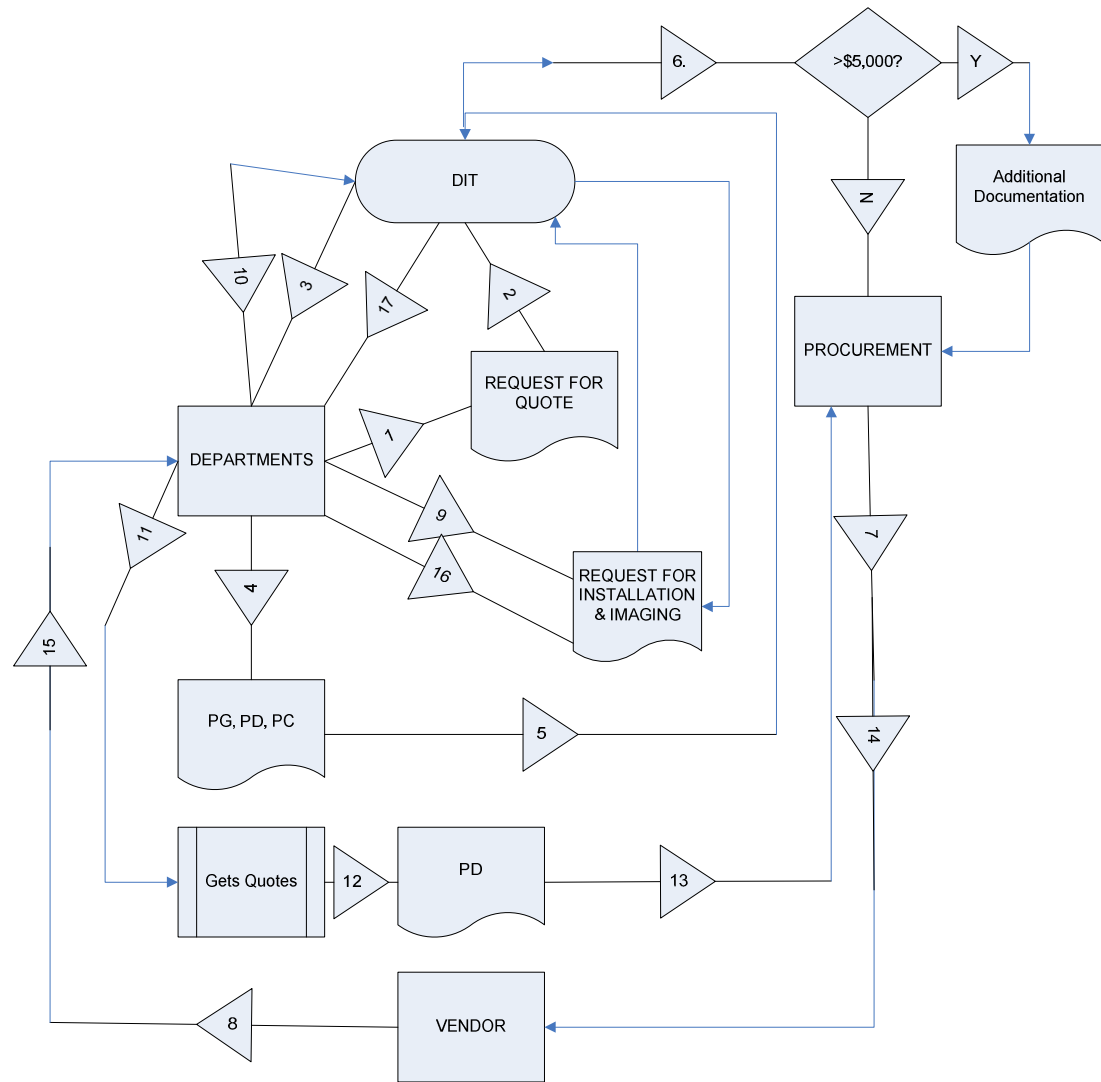 6.
>$5,000?
Y
DIT
Additional
Documentation
N
10
3
17
2
PROCUREMENT
REQUEST FOR
QUOTE
1
DEPARTMENTS
9
11
7
16
REQUEST FOR
INSTALLATION
& IMAGING
4
15
PG, PD, PC
5
14
Gets Quotes
12
PD
13
8
VENDOR